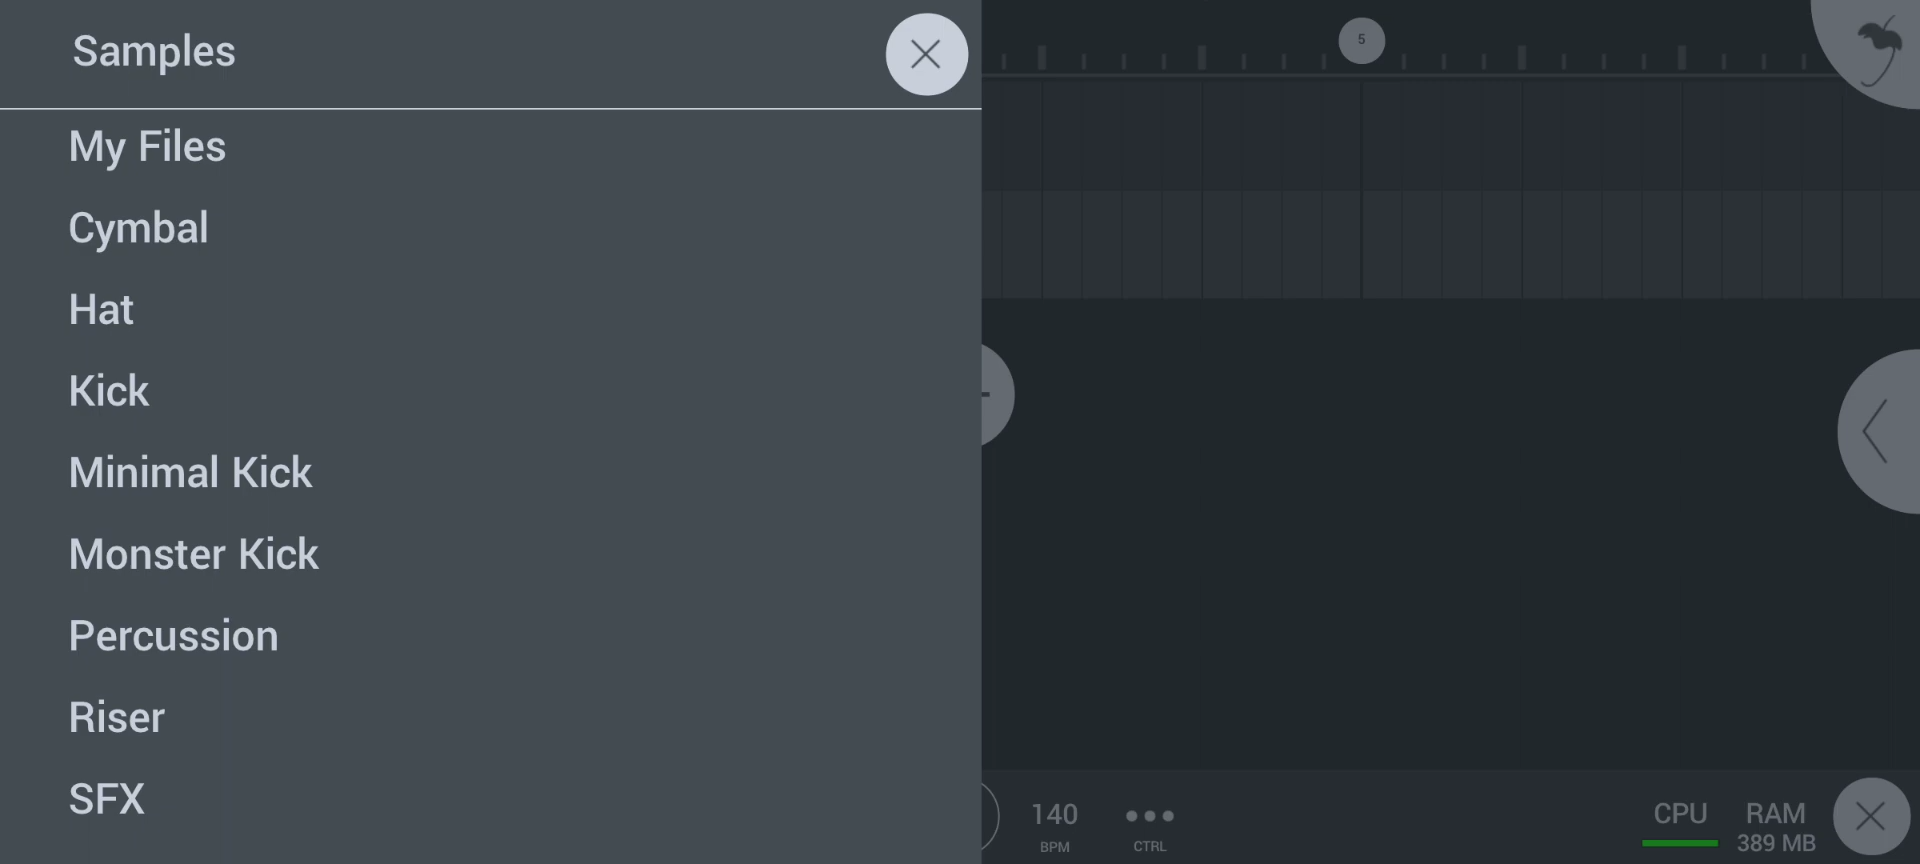 Samples
My Files
Cymbal
Hat
Kick
Minimal Kick
Monster Kick
Percussion
Riser
SFX
5
140
BPM
CTRL
CPU
RAM
389 MB